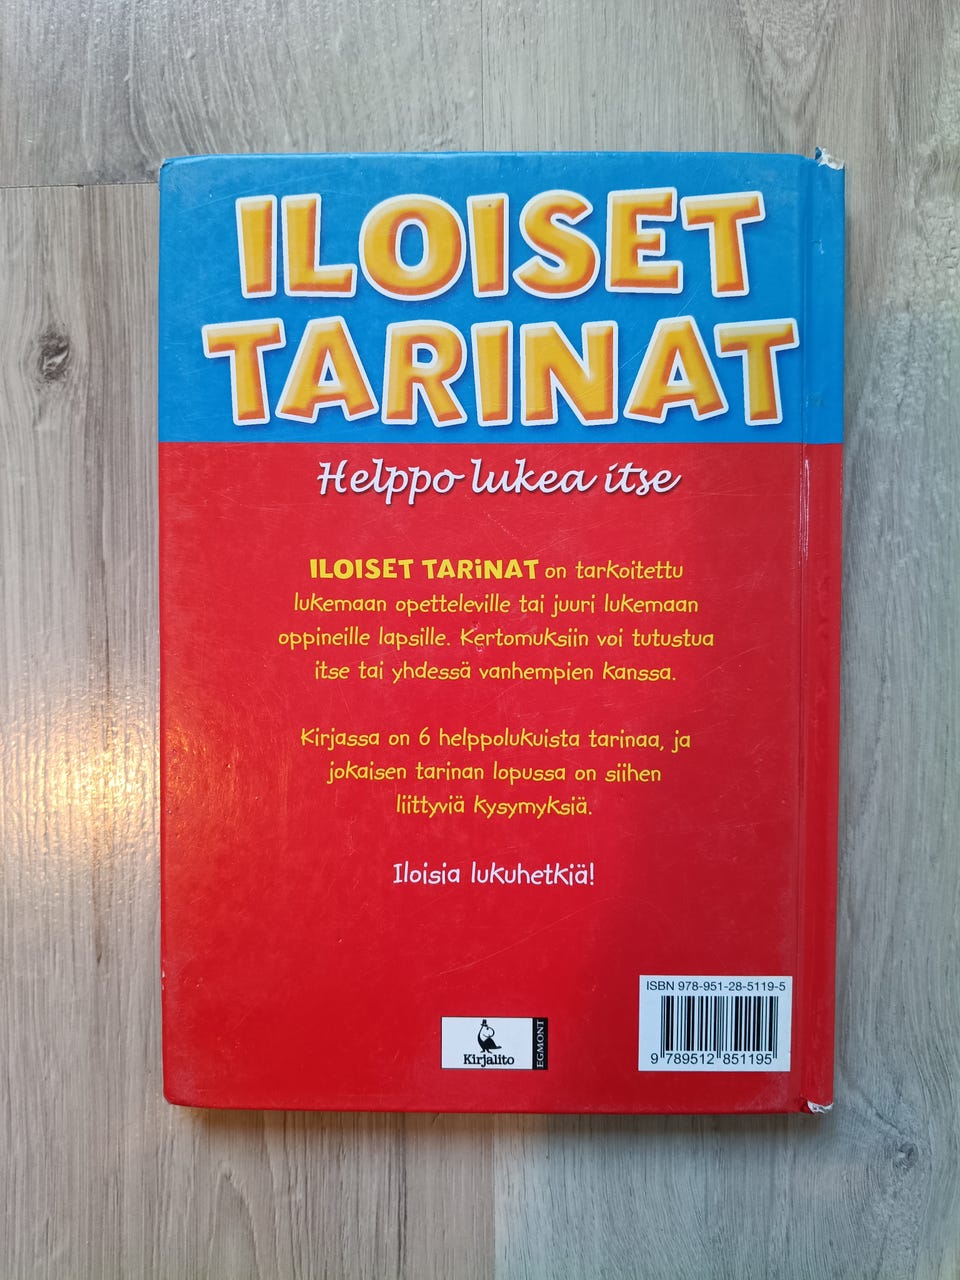 ILOISET
TARINAT
Helppo lukea itse
ILOISET TARiNAT on tarkoitettu
lukemaan opetteleville tai juuri lukemaan
oppineille lapsille. Kertomuksiin voi tutustua
itse tai yhdessä vanhempien kanssa.
Kirjassa on 6 helppolukuista tarinaa, ja
jokaisen tarinan lopussa on siihen
liittyviä kysymyksiä.
Iloisia lukuhetkiä!
ISBN 978-951-28-5119-5
9 789512 851195
Kirjalito
EGMONT